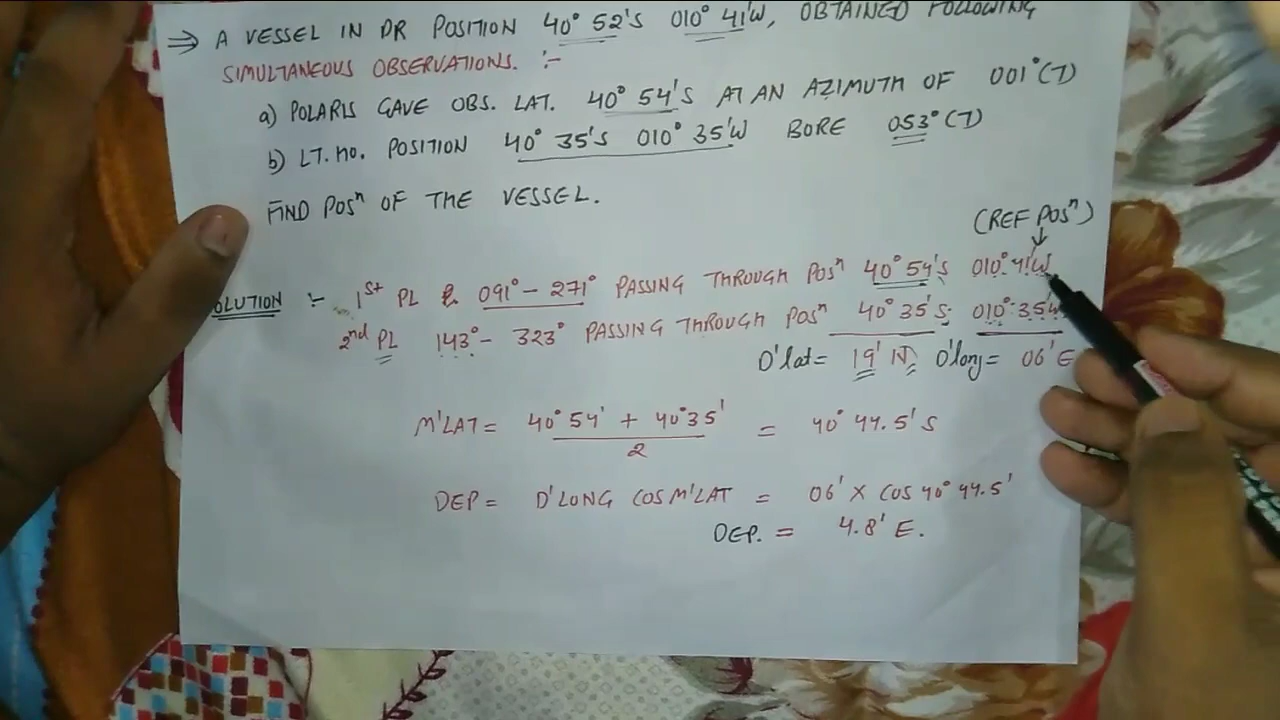 ⇒ A VESSEL IN DR POSITION 40° 52'S 010° 41'W, OBTAINED FOLLOWING
SIMULTANEOUS OBSERVATIONS. :-
a) POLARIS GAVE OBS. LAT. 40° 54'S AT AN AZIMUTH OF 001°(T)
b) LT. HO. POSITION 40° 35'S 010° 35'W BORE 053°(T)
FIND POSⁿ OF THE VESSEL.
(REF POSⁿ)
OLUTION :- 1st PL 091° - 271° PASSING THROUGH POSⁿ 40° 54'S 010° 41'W
2nd PL 143° - 323° PASSING THROUGH POSⁿ 40° 35'S 010° 35'W
D'lat = 19' N D'long = 06' E
M'LAT = 40° 54' + 40° 35' / 2 = 40° 44.5' S
DEP = D'LONG COS M'LAT = 06' X COS 40° 44.5'
DEP. = 4.8' E.